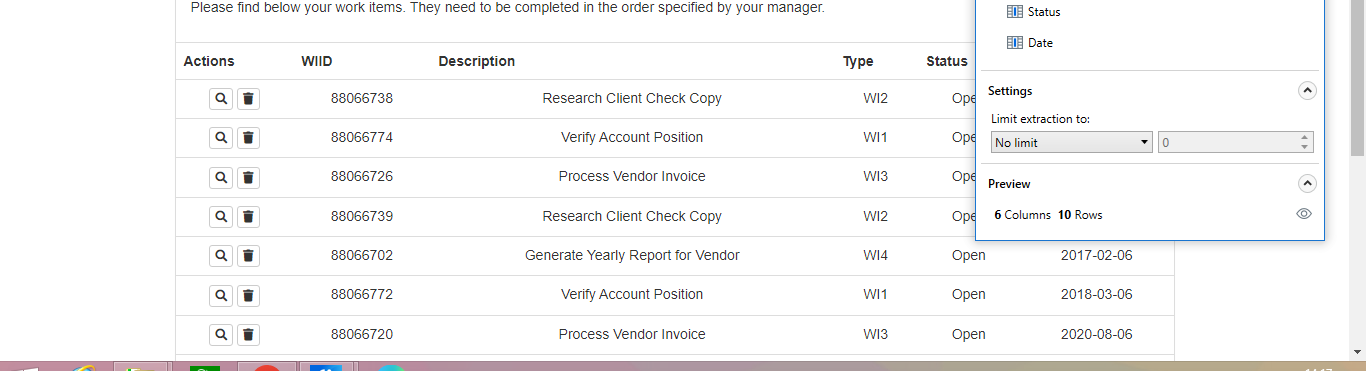 Please find below your work items. They need to be completed in the order specified by your manager.
Actions WIID Description Type Status
88066738 Research Client Check Copy WI2 Ope
88066774 Verify Account Position WI1 Ope
88066726 Process Vendor Invoice WI3 Ope
88066739 Research Client Check Copy WI2 Ope
88066702 Generate Yearly Report for Vendor WI4 Open 2017-02-06
88066772 Verify Account Position WI1 Open 2018-03-06
88066720 Process Vendor Invoice WI3 Open 2020-08-06
Status
Date
Settings
Limit extraction to:
No limit 0
Preview
6 Columns 10 Rows